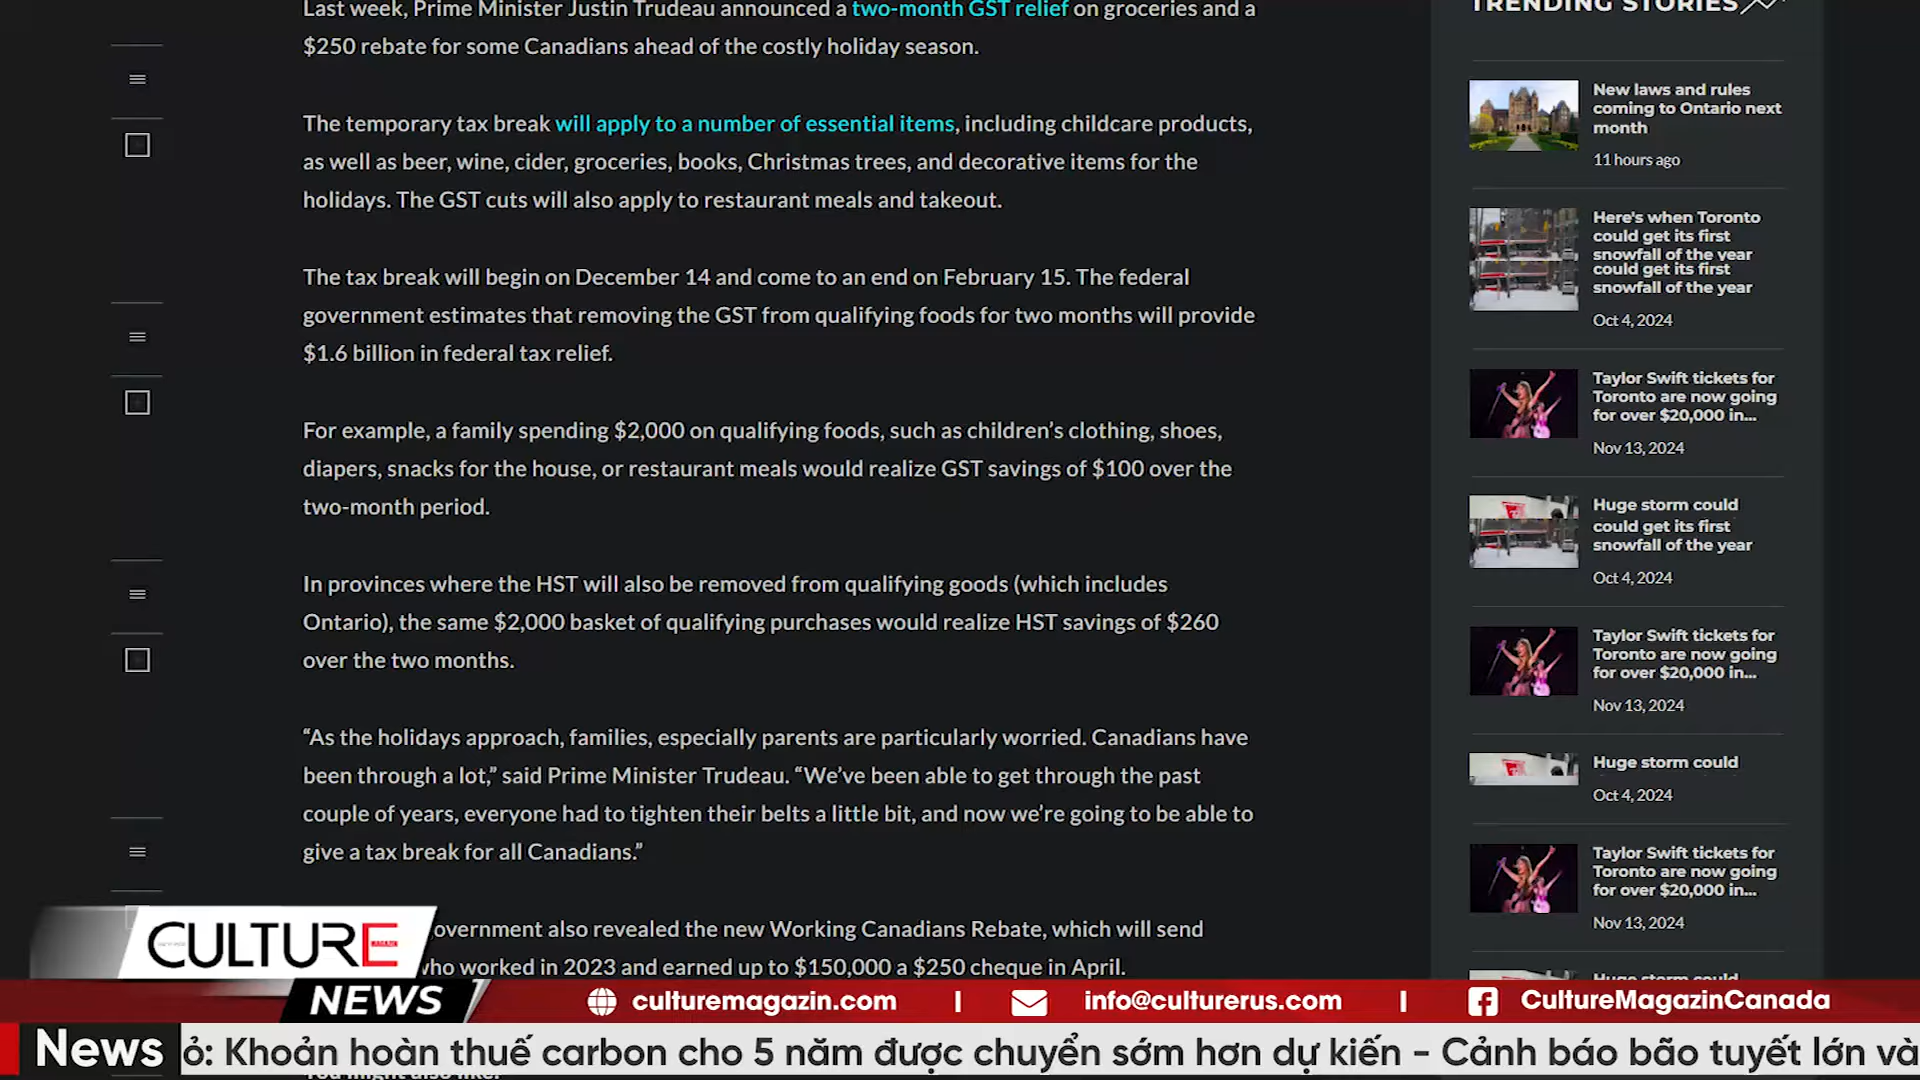 Last week, Prime Minister Justin Trudeau announced a two-month GST relief on groceries and a
$250 rebate for some Canadians ahead of the costly holiday season.
The temporary tax break will apply to a number of essential items, including childcare products,
as well as beer, wine, cider, groceries, books, Christmas trees, and decorative items for the
holidays. The GST cuts will also apply to restaurant meals and takeout.
The tax break will begin on December 14 and come to an end on February 15. The federal
government estimates that removing the GST from qualifying foods for two months will provide
$1.6 billion in federal tax relief.
For example, a family spending $2,000 on qualifying foods, such as children’s clothing, shoes,
diapers, snacks for the house, or restaurant meals would realize GST savings of $100 over the
two-month period.
In provinces where the HST will also be removed from qualifying goods (which includes
Ontario), the same $2,000 basket of qualifying purchases would realize HST savings of $260
over the two months.
“As the holidays approach, families, especially parents are particularly worried. Canadians have
been through a lot,” said Prime Minister Trudeau. “We’ve been able to get through the past
couple of years, everyone had to tighten their belts a little bit, and now we’re going to be able to
give a tax break for all Canadians.”
overnment also revealed the new Working Canadians Rebate, which will send
who worked in 2023 and earned up to $150,000 a $250 cheque in April.
TRENDING STORIES
New laws and rules
coming to Ontario next
month
11 hours ago
Here's when Toronto
could get its first
snowfall of the year
could get its first
snowfall of the year
Oct 4, 2024
Taylor Swift tickets for
Toronto are now going
for over $20,000 in...
Nov 13, 2024
Huge storm could
could get its first
snowfall of the year
Oct 4, 2024
Taylor Swift tickets for
Toronto are now going
for over $20,000 in...
Nov 13, 2024
Huge storm could
Oct 4, 2024
Taylor Swift tickets for
Toronto are now going
for over $20,000 in...
Nov 13, 2024
Huge storm could
CULTURE
MAGAZIN
NEWS
culturemagazin.com | info@culturerus.com | CultureMagazinCanada
News ỏ: Khoản hoàn thuế carbon cho 5 năm được chuyển sớm hơn dự kiến - Cảnh báo bão tuyết lớn và
You might also like: